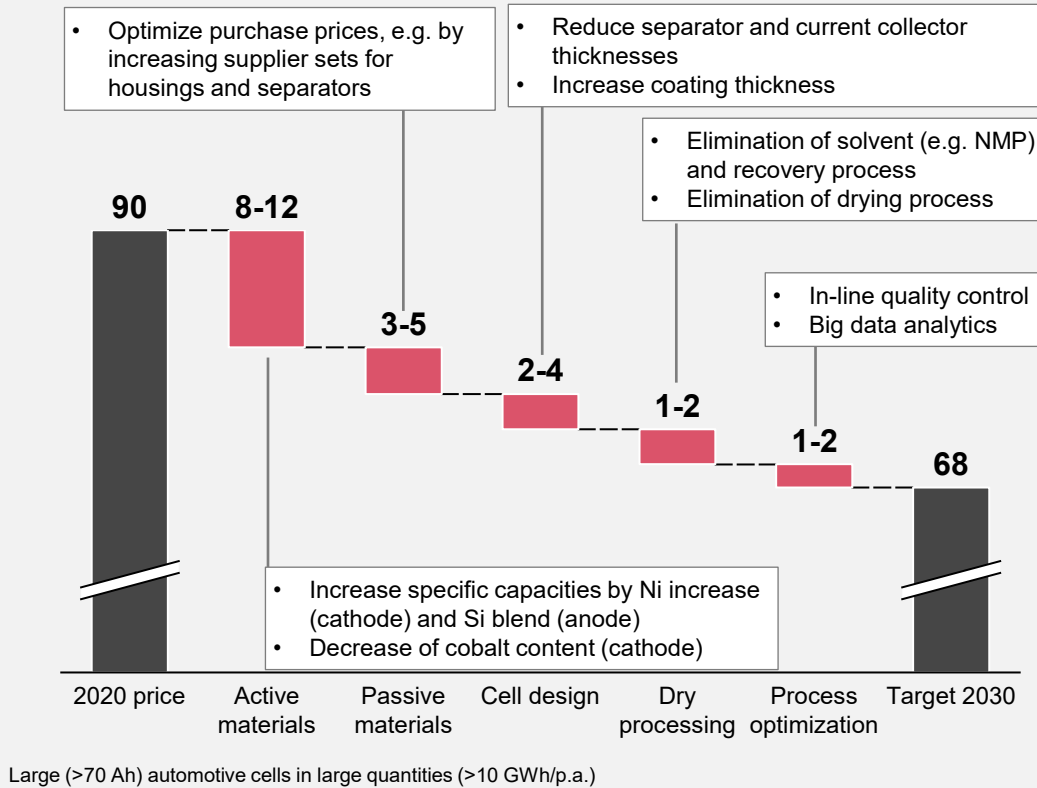 • Optimize purchase prices, e.g. by
increasing supplier sets for
housings and separators
• Reduce separator and current collector
thicknesses
• Increase coating thickness
• Elimination of solvent (e.g. NMP)
and recovery process
• Elimination of drying process
• In-line quality control
• Big data analytics
90
8-12
3-5
2-4
1-2
1-2
68
• Increase specific capacities by Ni increase
(cathode) and Si blend (anode)
• Decrease of cobalt content (cathode)
2020 price
Active
materials
Passive
materials
Cell design
Dry
processing
Process
optimization
Target 2030
Large (>70 Ah) automotive cells in large quantities (>10 GWh/p.a.)